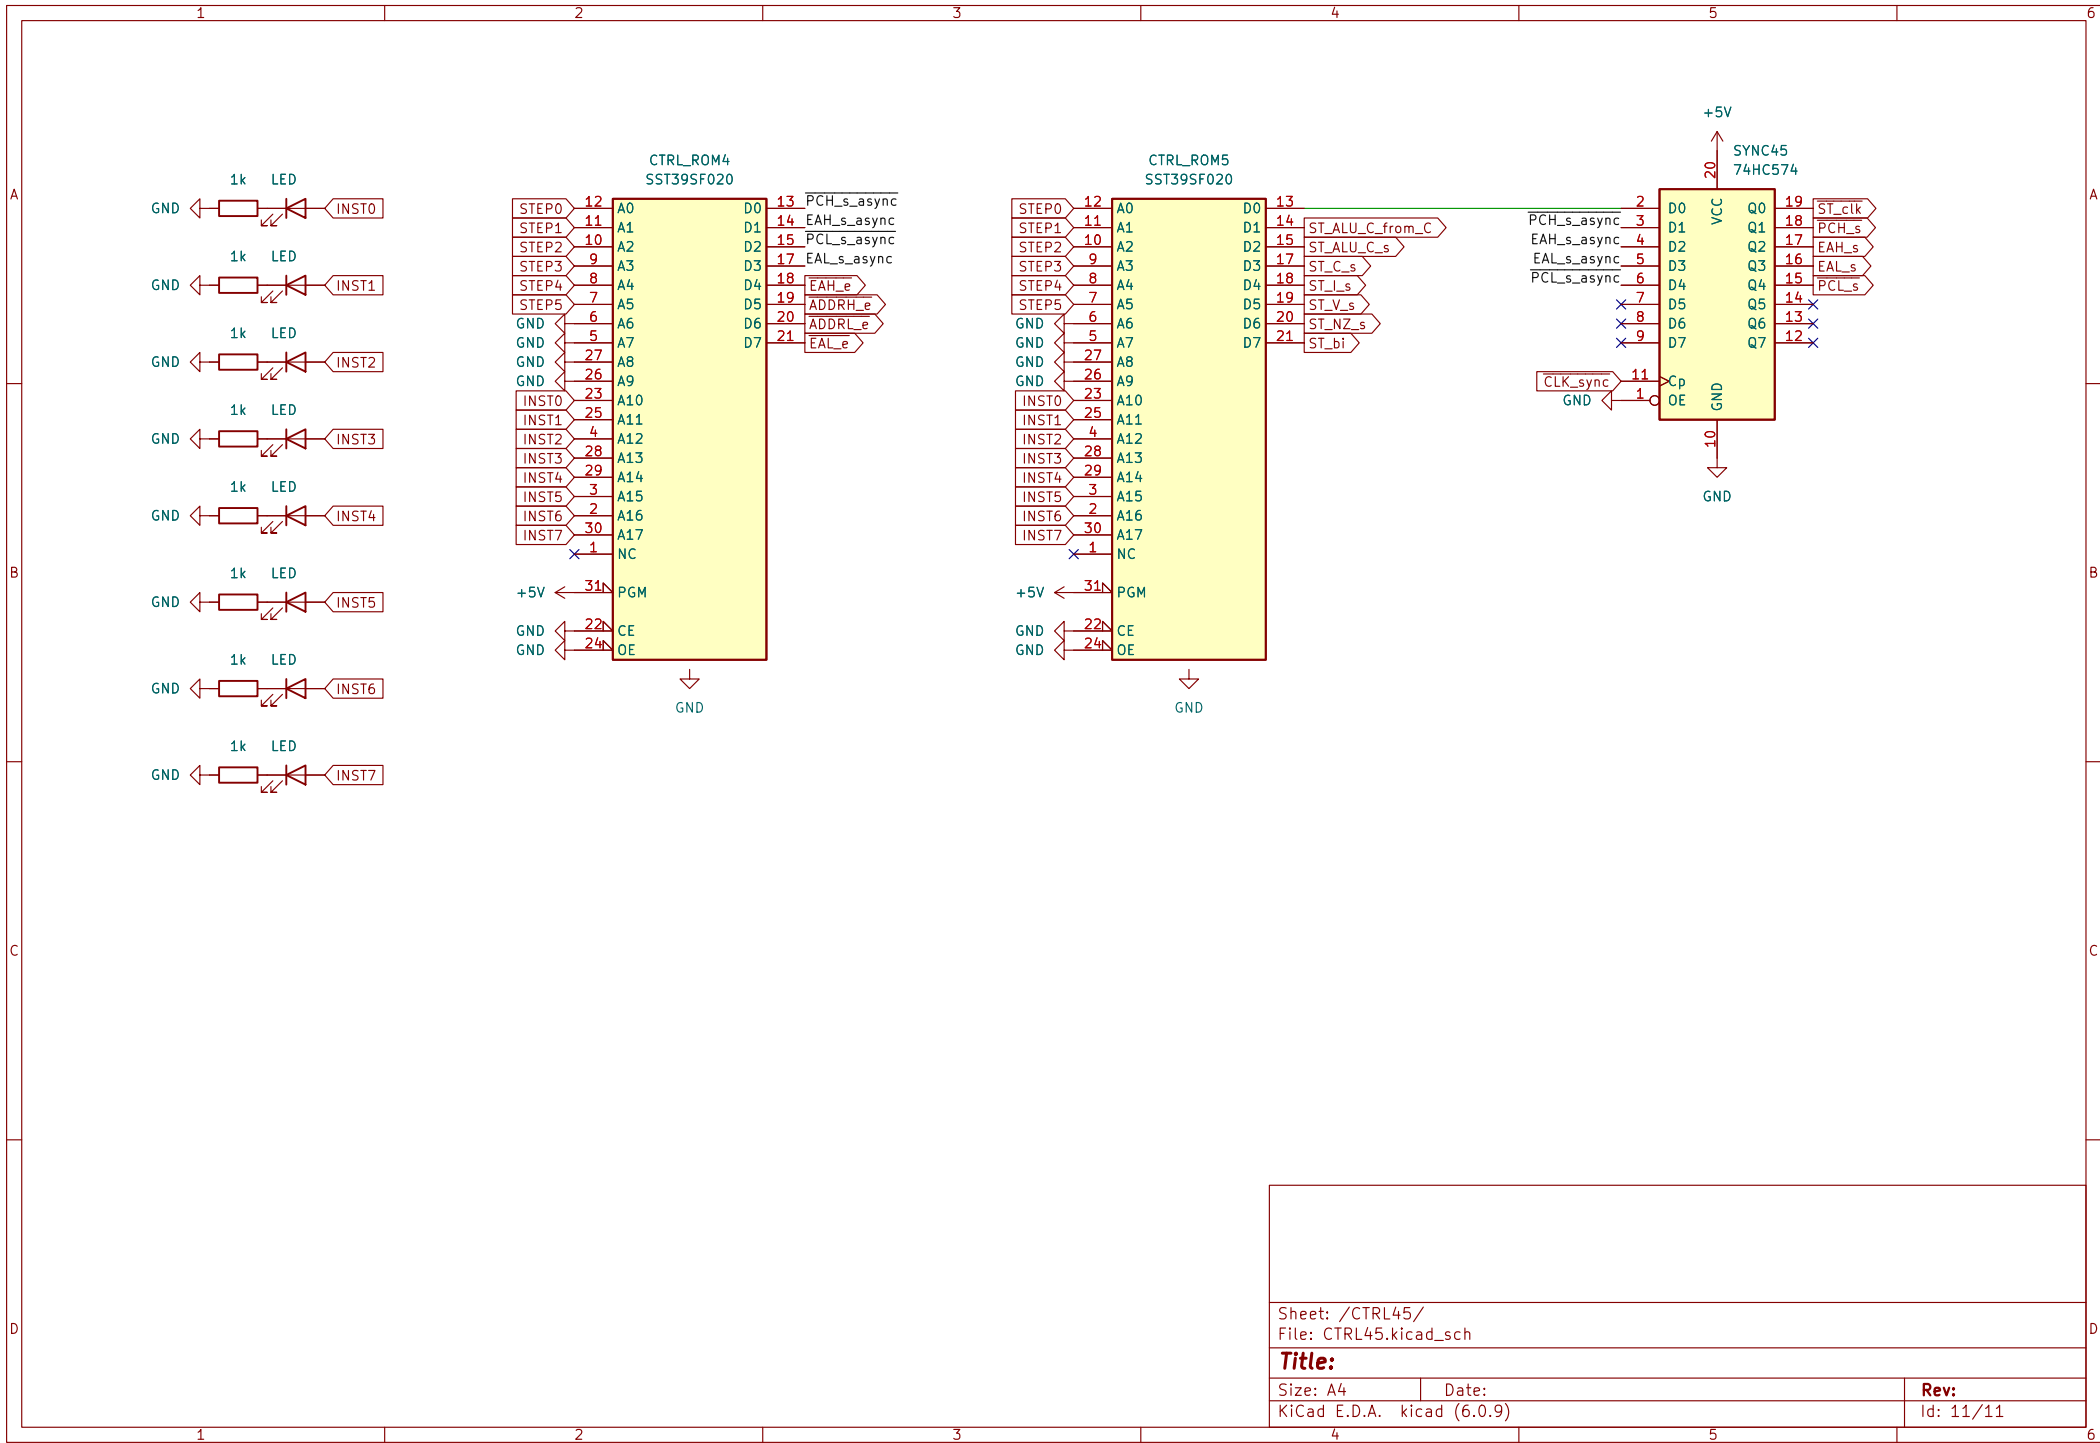 1 2 3 4 5 6
A
B
C
D
1k LED
GND INST0
1k LED
GND INST1
1k LED
GND INST2
1k LED
GND INST3
1k LED
GND INST4
1k LED
GND INST5
1k LED
GND INST6
1k LED
GND INST7
CTRL_ROM4
SST39SF020
STEP0 12 A0 D0 13 PCH_s_async
STEP1 11 A1 D1 14 EAH_s_async
STEP2 10 A2 D2 15 PCL_s_async
STEP3 9 A3 D3 17 EAL_s_async
STEP4 8 A4 D4 18 EAH_e
STEP5 7 A5 D5 19 ADDRH_e
GND 6 A6 D6 20 ADDRL_e
GND 5 A7 D7 21 EAL_e
GND 27 A8
GND 26 A9
INST0 23 A10
INST1 25 A11
INST2 4 A12
INST3 28 A13
INST4 29 A14
INST5 3 A15
INST6 2 A16
INST7 30 A17
1 NC
+5V 31 PGM
GND 22 CE
GND 24 OE
GND
CTRL_ROM5
SST39SF020
STEP0 12 A0 D0 13
STEP1 11 A1 D1 14 ST_ALU_C_from_C
STEP2 10 A2 D2 15 ST_ALU_C_s
STEP3 9 A3 D3 17 ST_C_s
STEP4 8 A4 D4 18 ST_I_s
STEP5 7 A5 D5 19 ST_V_s
GND 6 A6 D6 20 ST_NZ_s
GND 5 A7 D7 21 ST_bi
GND 27 A8
GND 26 A9
INST0 23 A10
INST1 25 A11
INST2 4 A12
INST3 28 A13
INST4 29 A14
INST5 3 A15
INST6 2 A16
INST7 30 A17
1 NC
+5V 31 PGM
GND 22 CE
GND 24 OE
GND
+5V
SYNC45
74HC574
20 VCC
2 D0 Q0 19 ST_clk
PCH_s_async 3 D1 Q1 18 PCH_s
EAH_s_async 4 D2 Q2 17 EAH_s
EAL_s_async 5 D3 Q3 16 EAL_s
PCL_s_async 6 D4 Q4 15 PCL_s
7 D5 Q5 14
8 D6 Q6 13
9 D7 Q7 12
CLK_sync 11 Cp
GND 1 OE
GND 10
GND
A
B
C
D
Sheet: /CTRL45/
File: CTRL45.kicad_sch
Title:
Size: A4 Date: Rev:
KiCad E.D.A. kicad (6.0.9) Id: 11/11
1 2 3 4 5 6